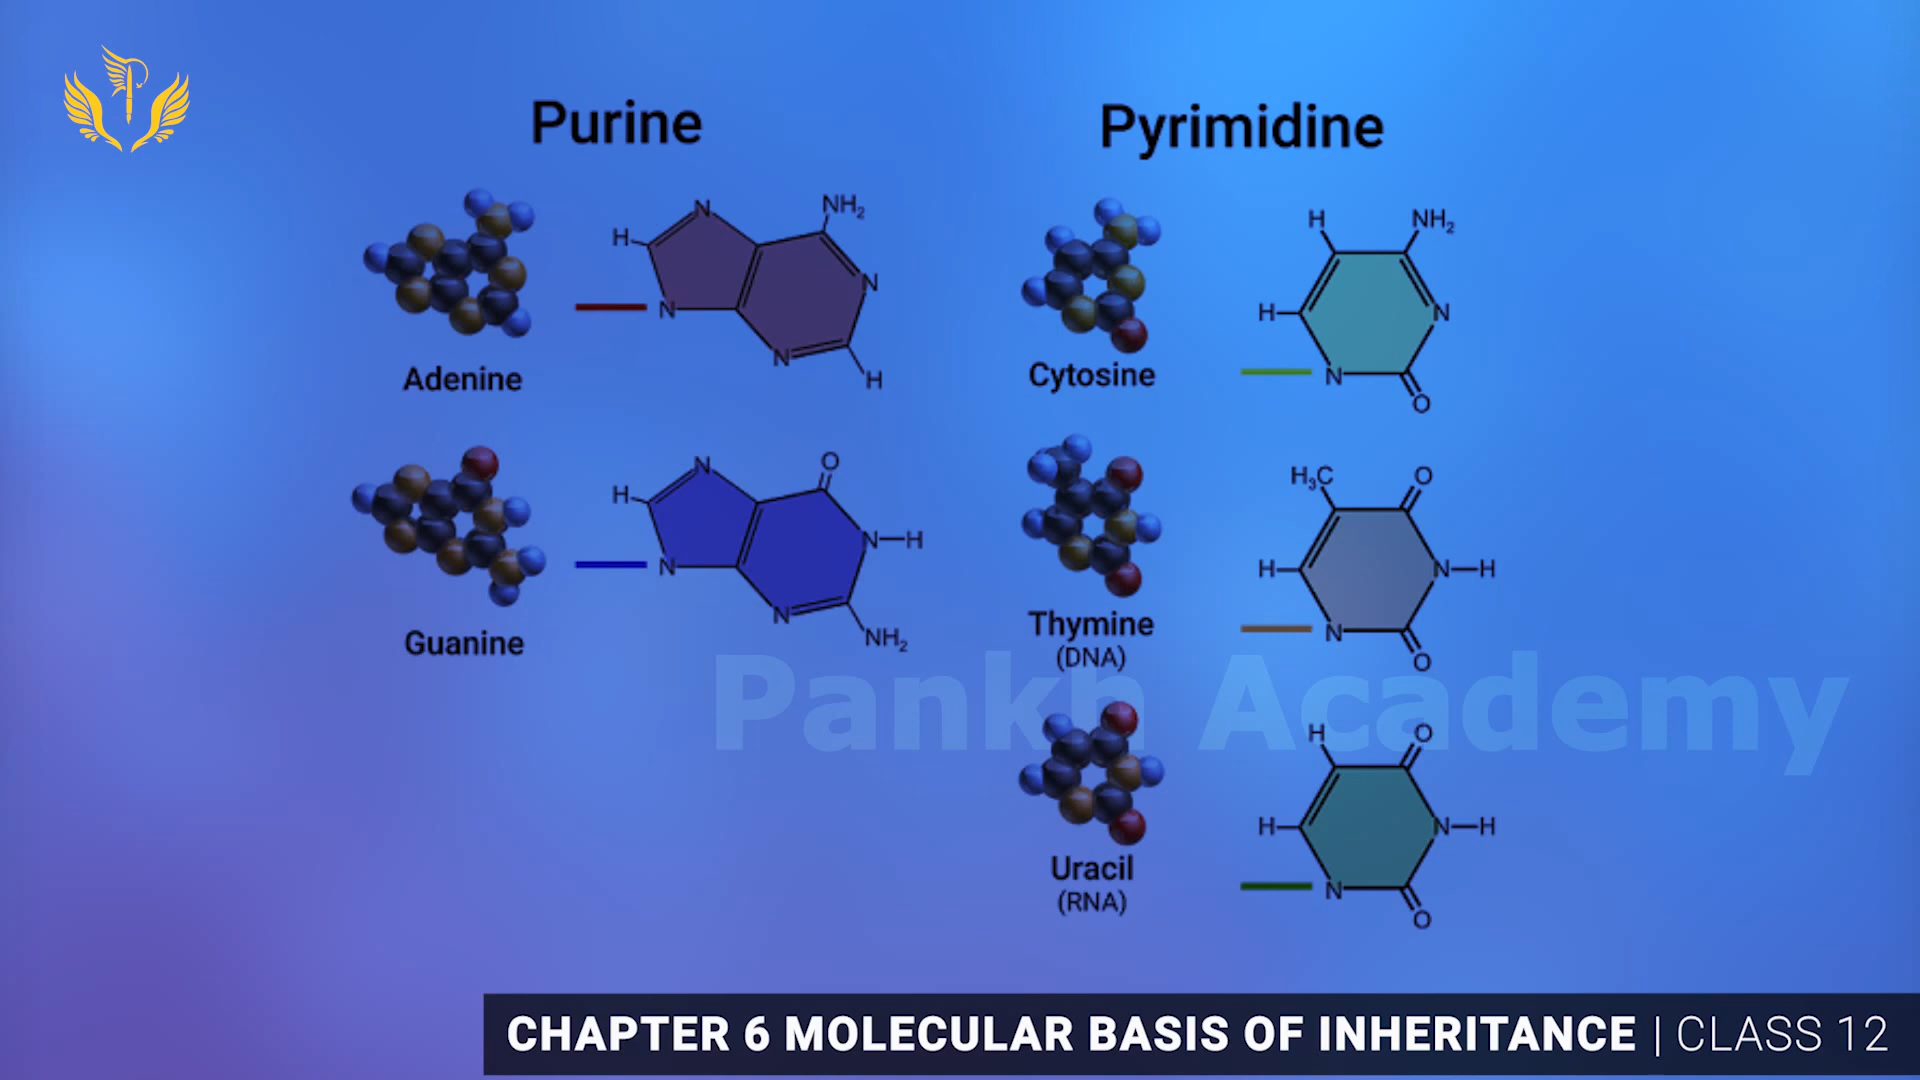 Purine
Pyrimidine
N
NH₂
H
N
N
N
H
Adenine
H
NH₂
H
N
N
O
Cytosine
N
O
H
N
H
N
N
NH₂
Guanine
H₃C
O
H
N
H
N
O
Thymine
(DNA)
Pankh Academy
H
O
H
N
H
N
O
Uracil
(RNA)
CHAPTER 6 MOLECULAR BASIS OF INHERITANCE | CLASS 12